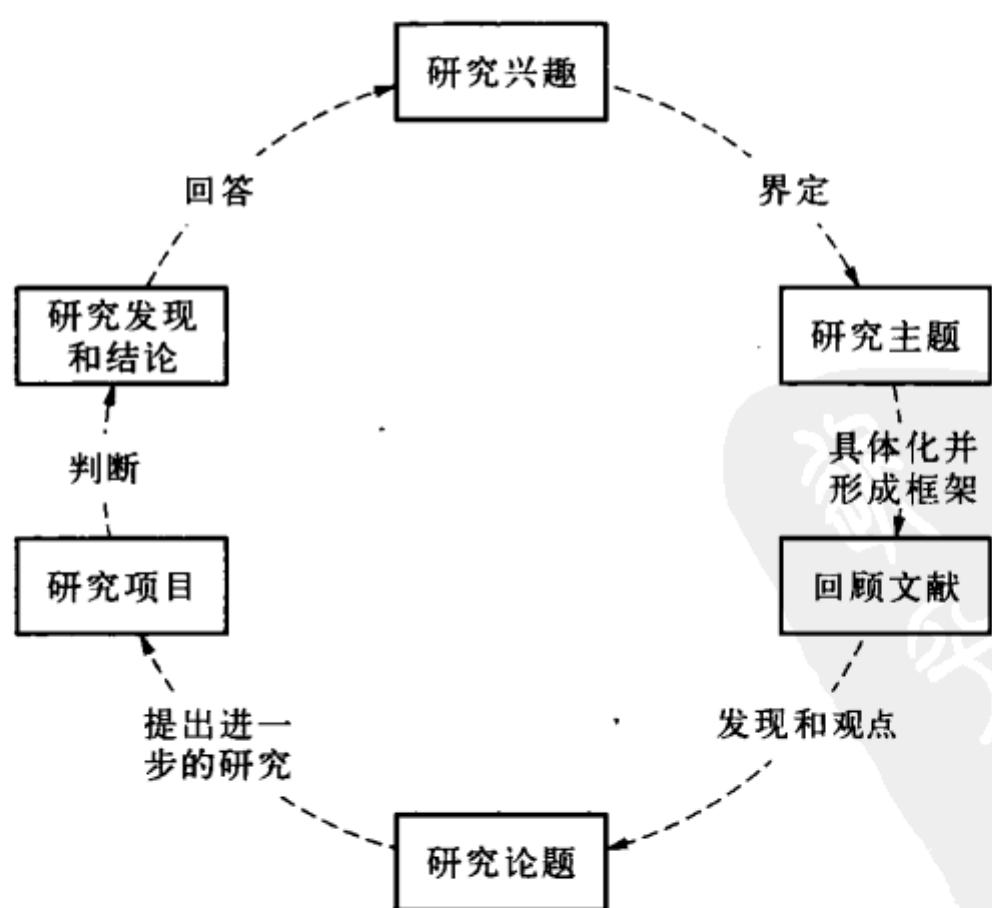 研究兴趣
界定
研究主题
具体化并
形成框架
回顾文献
发现和观点
研究论题
提出进一
步的研究
研究项目
判断
研究发现
和结论
回答